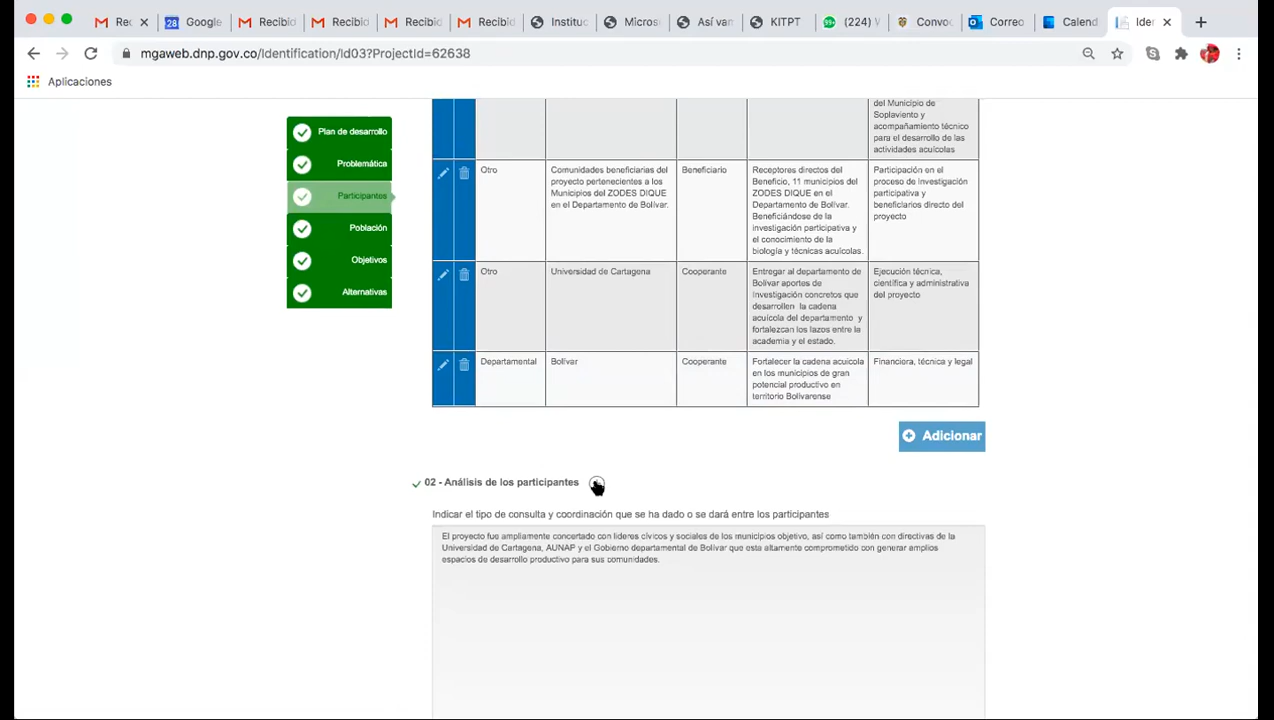 Rec
Google
Recibid
Recibid
Recibid
Recibid
Instituc
Micros
Así van
KITPT
(224) W
Convoc
Correo
Calend
Iden
mgaweb.dnp.gov.co/Identification/Id03?ProjectId=62638
Aplicaciones
Plan de desarrollo
Problemática
Participantes
Población
Objetivos
Alternativas
del Municipio de
Soplaviento y
acompañamiento técnico
para el desarrollo de las
actividades acuícolas
Otro
Comunidades beneficiarias del
proyecto pertenecientes a los
Municipios del ZODES DIQUE
en el Departamento de Bolívar.
Beneficiario
Receptores directos del
Beneficio, 11 municipios del
ZODES DIQUE en el
Departamento de Bolívar.
Beneficiándose de la
investigación participativa y
el conocimiento de la
biología y técnicas acuícolas.
Participación en el
proceso de Investigación
participativa y
beneficiarios directo del
proyecto
Otro
Universidad de Cartagena
Cooperante
Entregar al departamento de
Bolívar aportes de
Investigación concretos que
desarrollen la cadena
acuícola del departamento y
fortalezcan los lazos entre la
academia y el estado.
Ejecución técnica,
científica y administrativa
del proyecto
Departamental
Bolívar
Cooperante
Fortalecer la cadena acuicola
en los municipios de gran
potencial productivo en
territorio Bolivarense
Financiera, técnica y legal
Adicionar
02 - Análisis de los participantes
Indicar el tipo de consulta y coordinación que se ha dado o se dará entre los participantes
El proyecto fue ampliamente concertado con lideres cívicos y sociales de los municipios objetivo, así como también con directivas de la
Universidad de Cartagena, AUNAP y el Gobierno departamental de Bolívar que esta altamente comprometido con generar amplios
espacios de desarrollo productivo para sus comunidades.